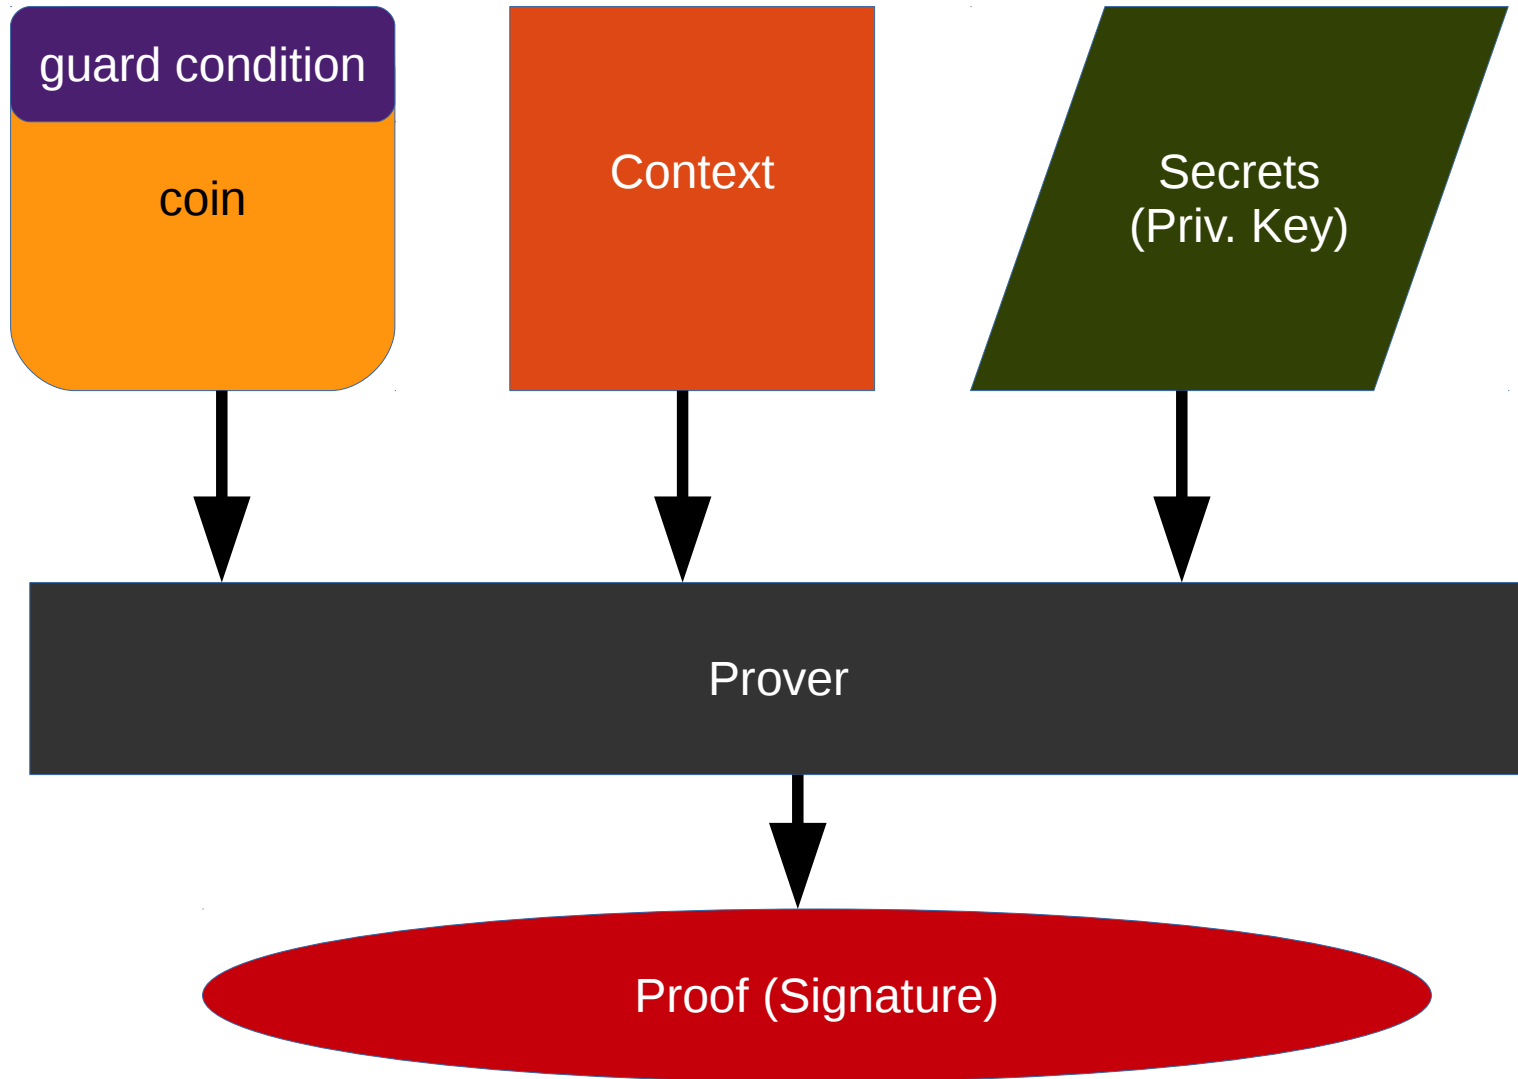 guard condition
coin
Context
Secrets
(Priv. Key)
Prover
Proof (Signature)